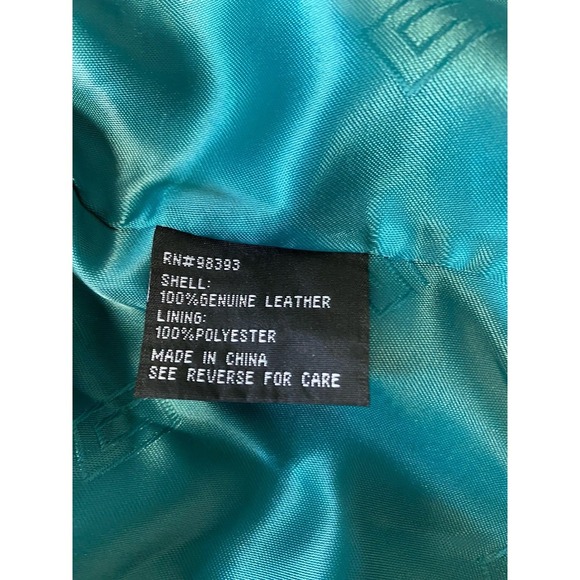 RN#98393
SHELL:
100%GENUINE LEATHER
LINING:
100%POLYESTER
MADE IN CHINA
SEE REVERSE FOR CARE